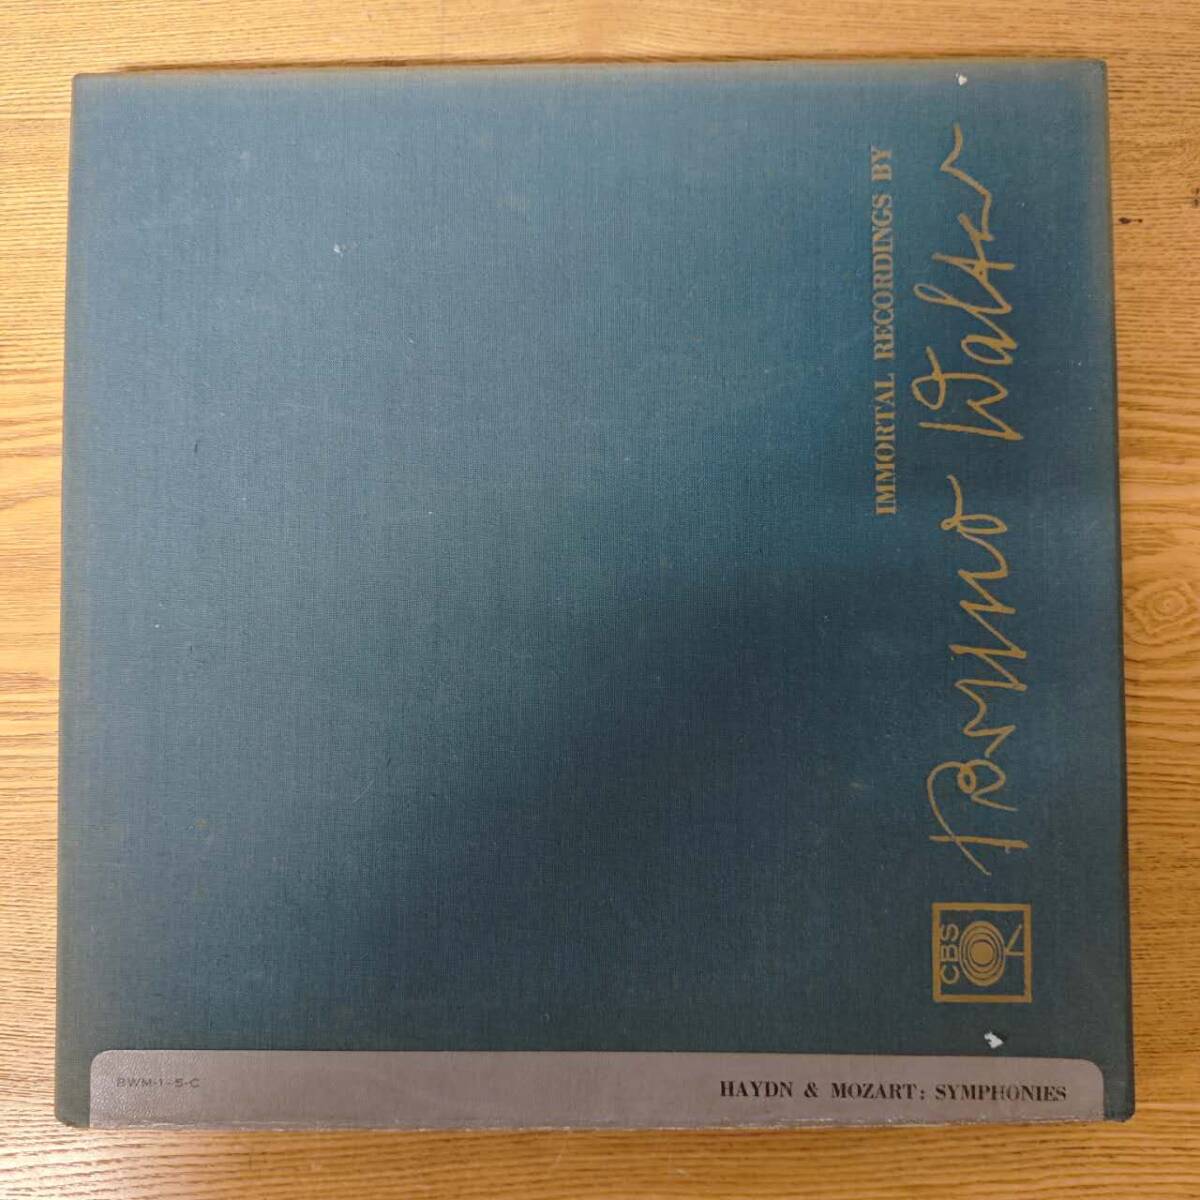 IMMORTAL RECORDINGS BY
Bruno Walter
CBS
BWM-1~5-C
HAYDN & MOZART: SYMPHONIES